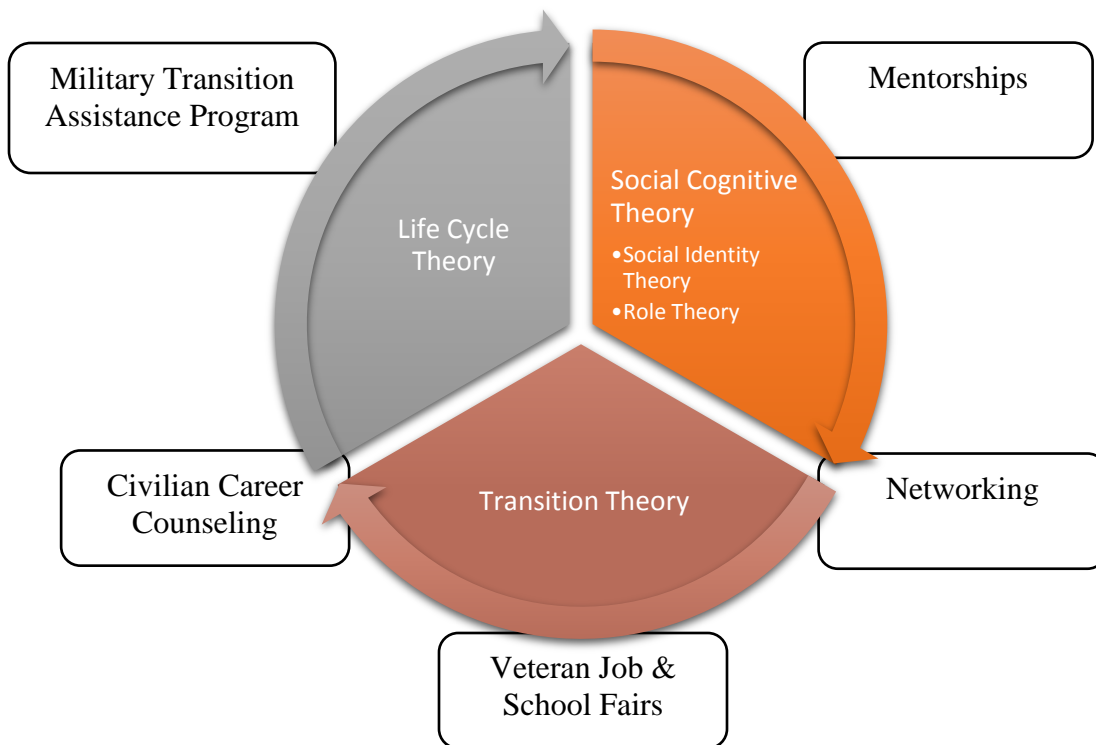 Military Transition
Assistance Program
Mentorships
Life Cycle
Theory
Social Cognitive
Theory
•Social Identity
Theory
•Role Theory
Transition Theory
Civilian Career
Counseling
Networking
Veteran Job &
School Fairs